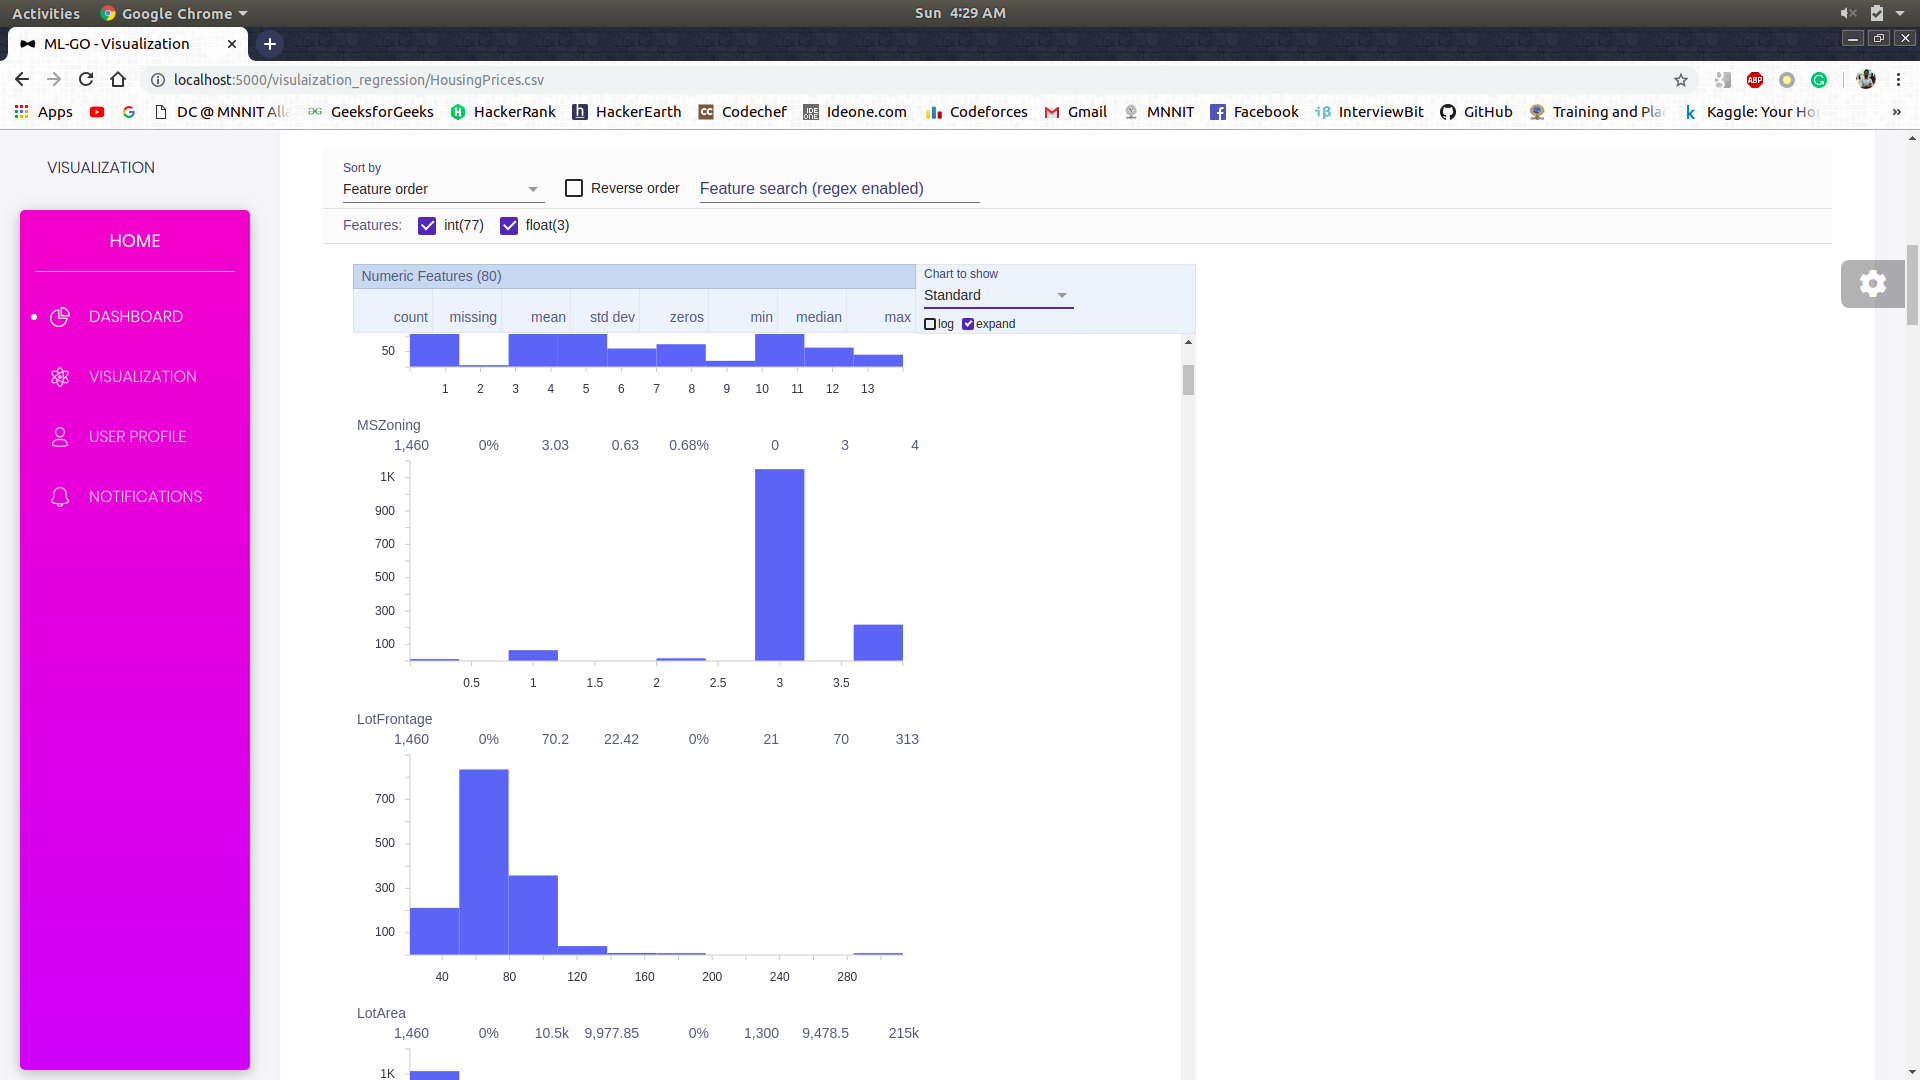 Activities Google Chrome Sun 4:29 AM
ML-GO - Visualization
localhost:5000/visulaization_regression/HousingPrices.csv
Apps DC @ MNNIT Alla GeeksforGeeks HackerRank HackerEarth Codechef Ideone.com Codeforces Gmail MNNIT Facebook InterviewBit GitHub Training and Plac Kaggle: Your Ho »
VISUALIZATION
HOME
DASHBOARD
VISUALIZATION
USER PROFILE
NOTIFICATIONS
Sort by
Feature order Reverse order Feature search (regex enabled)
Features: int(77) float(3)
Numeric Features (80) Chart to show
Standard
count missing mean std dev zeros min median max
log expand
50
1 2 3 4 5 6 7 8 9 10 11 12 13
MSZoning
1,460 0% 3.03 0.63 0.68% 0 3 4
1K
900
700
500
300
100
0.5 1 1.5 2 2.5 3 3.5
LotFrontage
1,460 0% 70.2 22.42 0% 21 70 313
700
500
300
100
40 80 120 160 200 240 280
LotArea
1,460 0% 10.5k 9,977.85 0% 1,300 9,478.5 215k
1K